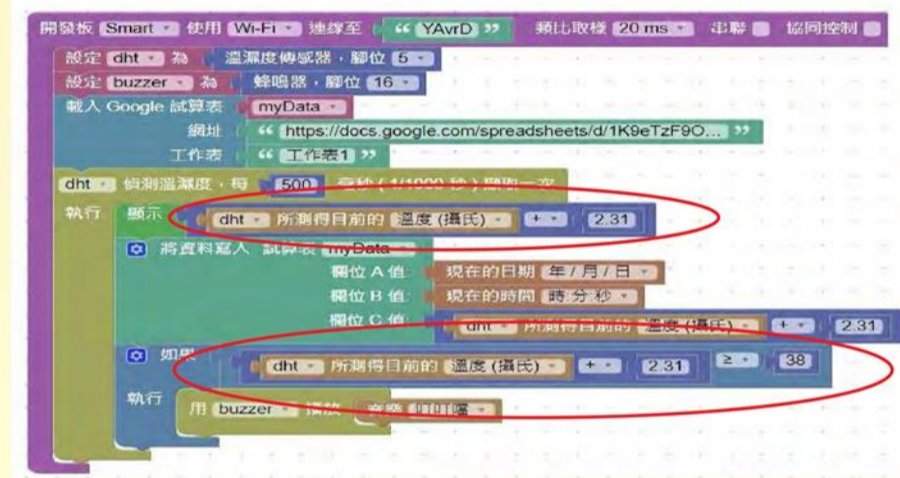 開發板 Smart 使用 Wi-Fi 連線至 “ YAvrD ” 類比取樣 20 ms 串聯 協同控制
設定 dht 為 溫濕度傳感器,腳位 5
設定 buzzer 為 蜂鳴器,腳位 16
載入 Google 試算表 myData
網址 “ https://docs.google.com/spreadsheets/d/1K9eTzF9O... ”
工作表 “ 工作表1 ”
dht 偵測溫濕度,每 500 毫秒 ( 1/1000 秒 ) 擷取一次
執行 顯示 dht 所測得目前的 溫度 (攝氏) + 2.31
將資料寫入 試算表 myData
欄位 A 值: 現在的日期 年 / 月 / 日
欄位 B 值: 現在的時間 時:分:秒
欄位 C 值: dht 所測得目前的 溫度 (攝氏) + 2.31
如果 dht 所測得目前的 溫度 (攝氏) + 2.31 ≥ 38
執行 用 buzzer 播放 音樂 叮叮噹